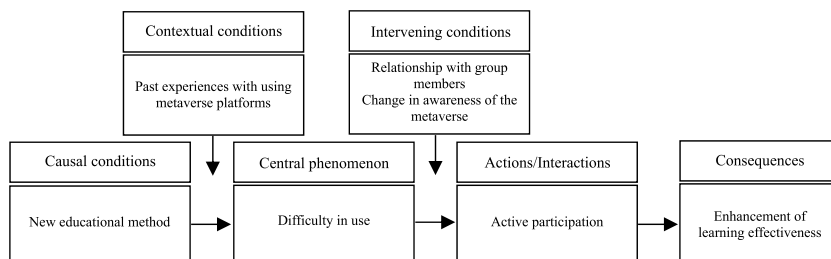 Contextual conditions
Past experiences with using
metaverse platforms
Intervening conditions
Relationship with group
members
Change in awareness of the
metaverse
Causal conditions
New educational method
Central phenomenon
Difficulty in use
Actions/Interactions
Active participation
Consequences
Enhancement of
learning effectiveness